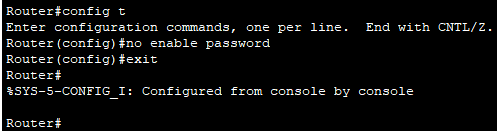 Router#config t
Enter configuration commands, one per line.  End with CNTL/Z.
Router(config)#no enable password
Router(config)#exit
Router#
%SYS-5-CONFIG_I: Configured from console by console
Router#